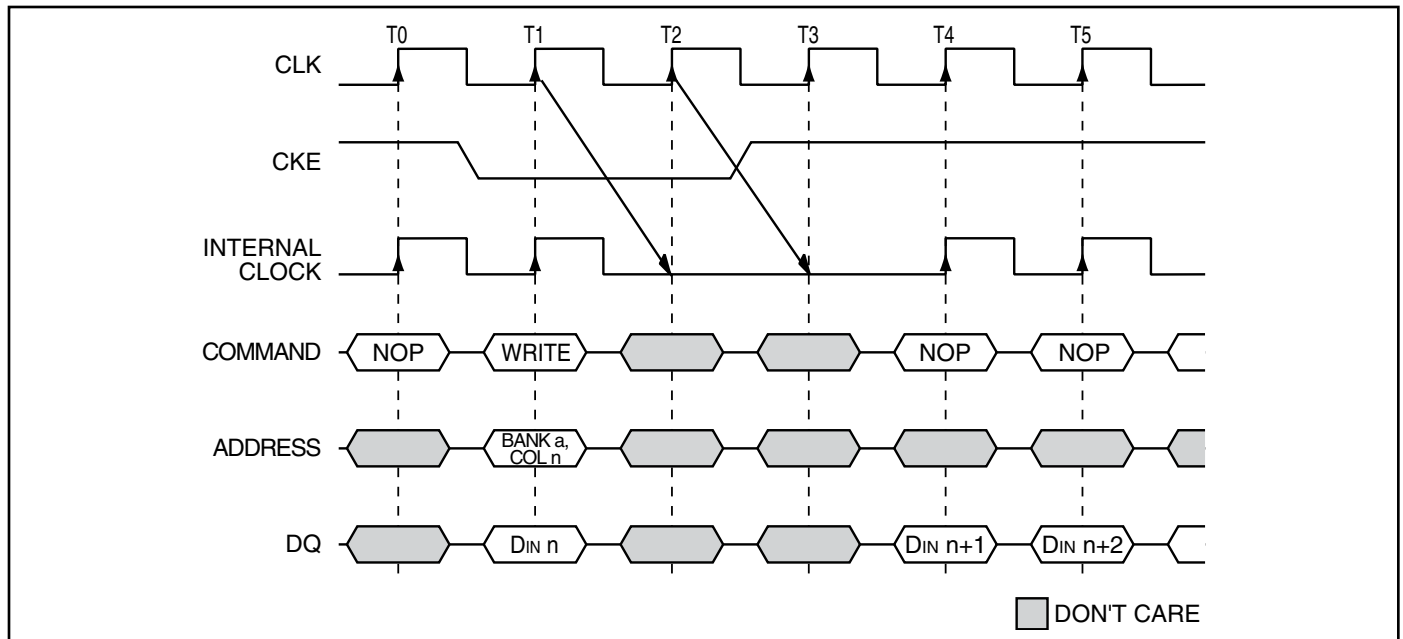 T0 T1 T2 T3 T4 T5
CLK
CKE
INTERNAL
CLOCK
COMMAND NOP WRITE NOP NOP
ADDRESS BANK a,
COL n
DQ DIN n DIN n+1 DIN n+2
DON'T CARE